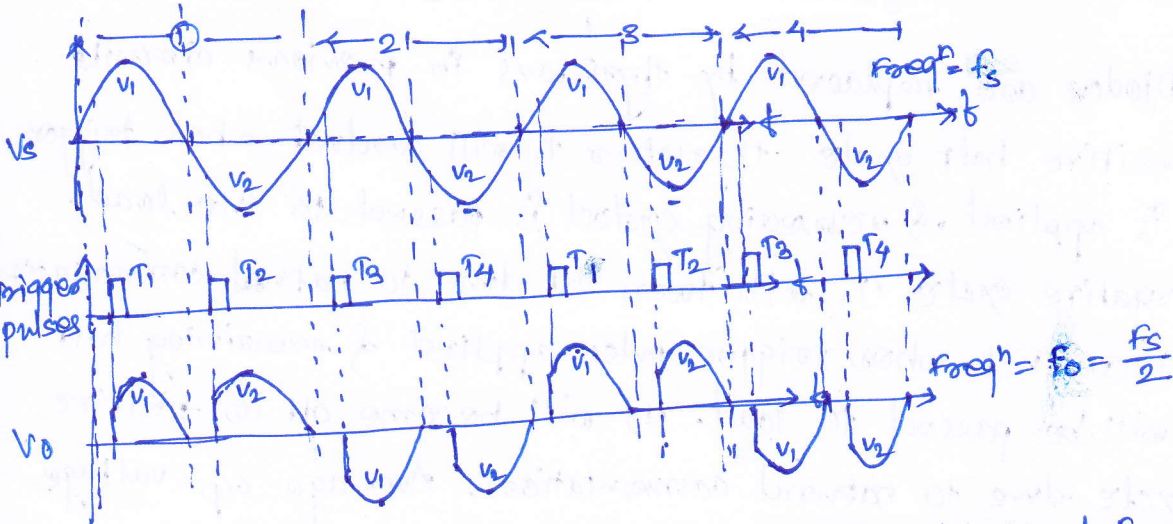 1 2 3 4
V1 V1 V1 V1 Freqn = fs
t t
Vs
V2 V2 V2 V2
Trigger pulses
T1 T2 T3 T4 T1 T2 T3 T4
t
V1 V2 V1 V2 Freqn = fo = fs/2
t
Vo
V1 V2 V1 V2